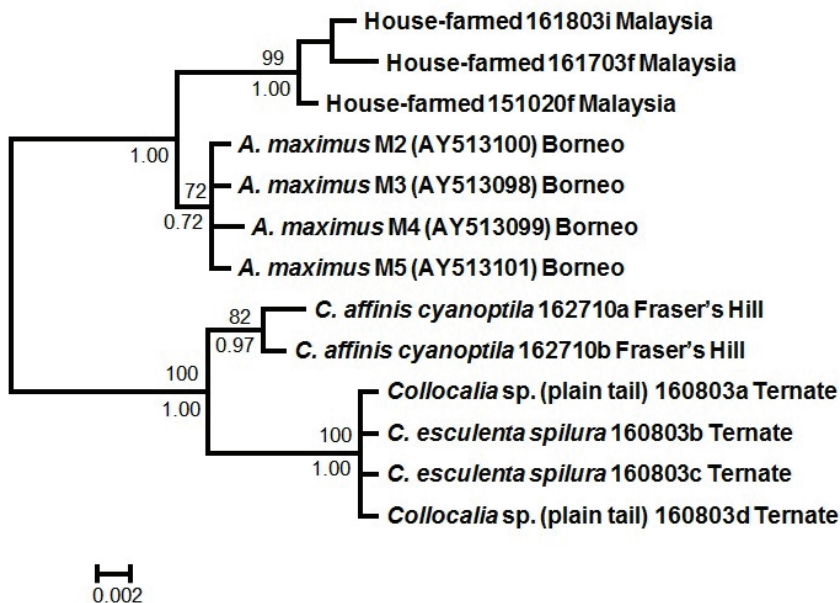 House-farmed 161803i Malaysia
99
House-farmed 161703f Malaysia
1.00
House-farmed 151020f Malaysia
1.00
A. maximus M2 (AY513100) Borneo
72
A. maximus M3 (AY513098) Borneo
0.72
A. maximus M4 (AY513099) Borneo
A. maximus M5 (AY513101) Borneo
C. affinis cyanoptila 162710a Fraser's Hill
82
0.97
C. affinis cyanoptila 162710b Fraser's Hill
100
1.00
Collocalia sp. (plain tail) 160803a Ternate
100
C. esculenta spilura 160803b Ternate
1.00
C. esculenta spilura 160803c Ternate
Collocalia sp. (plain tail) 160803d Ternate
0.002